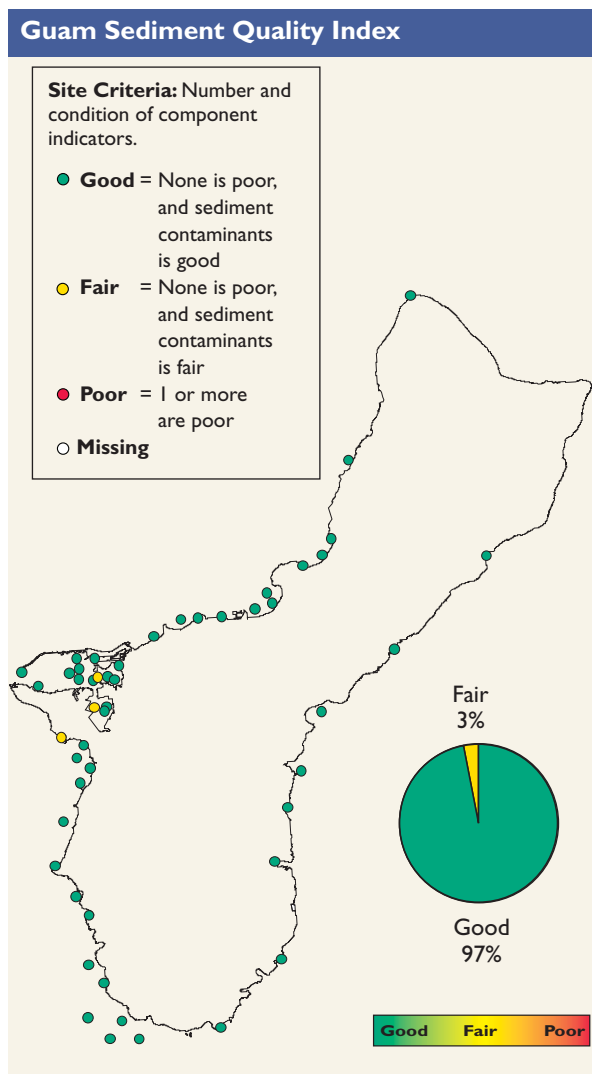 Guam Sediment Quality Index
Site Criteria: Number and
condition of component
indicators.
Good = None is poor,
and sediment
contaminants
is good
Fair = None is poor,
and sediment
contaminants
is fair
Poor = 1 or more
are poor
Missing
Fair
3%
Good
97%
Good Fair Poor